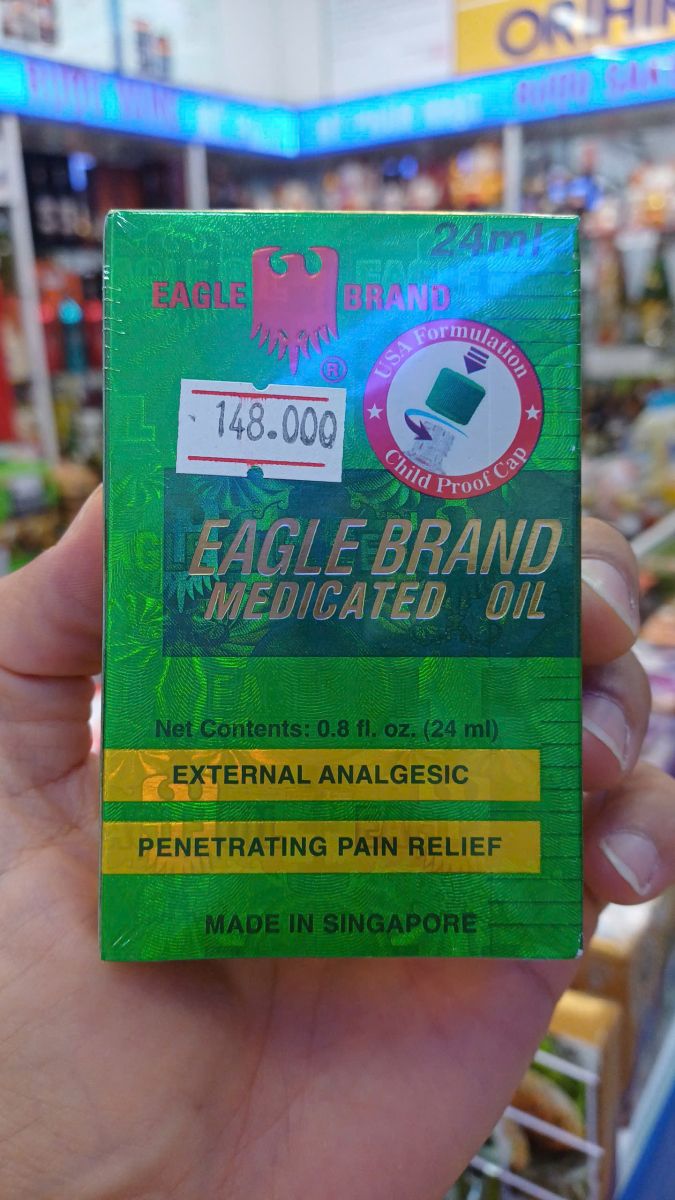 24ml
EAGLE BRAND
®
USA Formulation
Child Proof Cap
148.000
EAGLE BRAND
MEDICATED OIL
Net Contents: 0.8 fl. oz. (24 ml)
EXTERNAL ANALGESIC
PENETRATING PAIN RELIEF
MADE IN SINGAPORE